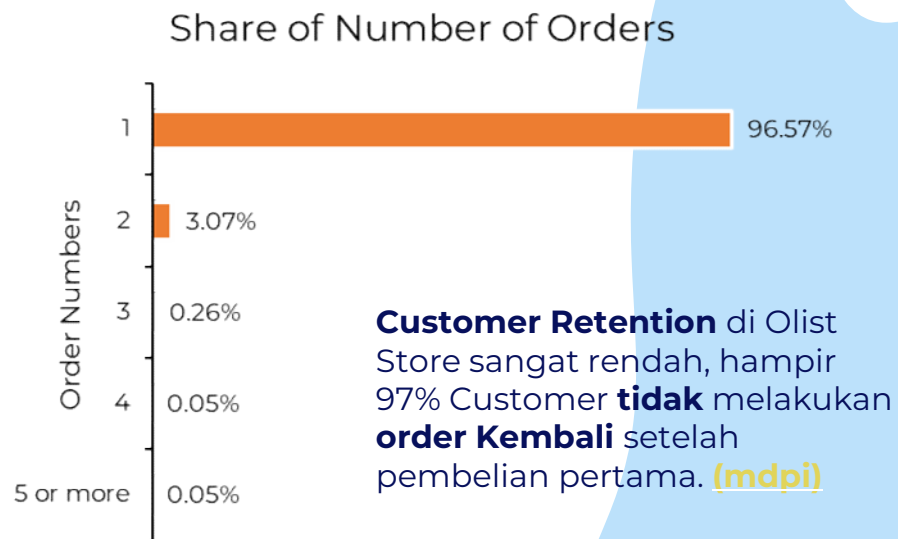 Share of Number of Orders
Order Numbers
1
96.57%
2
3.07%
3
0.26%
4
0.05%
5 or more
0.05%
Customer Retention di Olist
Store sangat rendah, hampir
97% Customer tidak melakukan
order Kembali setelah
pembelian pertama. (mdpi)